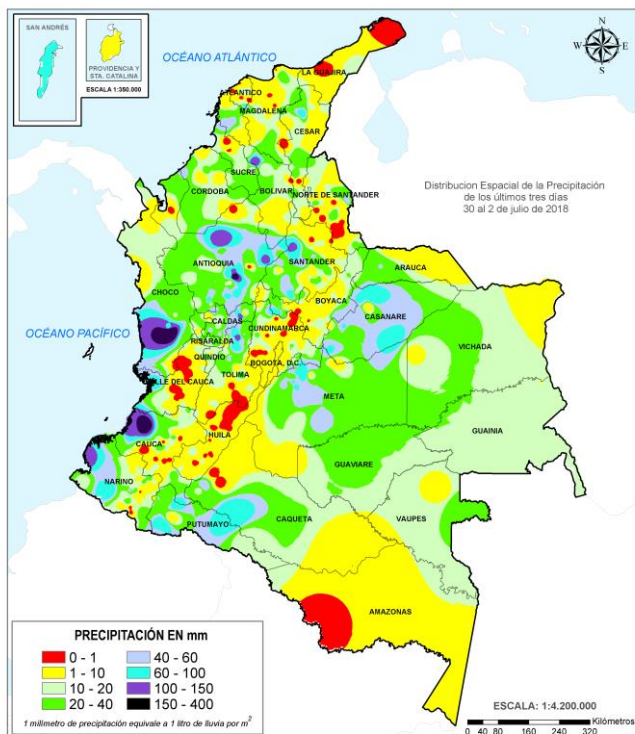 SAN ANDRÉS
PROVIDENCIA Y
STA. CATALINA
ESCALA 1:350.000
OCÉANO ATLÁNTICO
N
W E
S
LA GUAJIRA
ATLANTICO
MAGDALENA
CESAR
SUCRE
CORDOBA
BOLIVAR
NORTE DE SANTANDER
Distribucion Espacial de la Precipitación
de los últimos tres días
30 al 2 de julio de 2018
ANTIOQUIA
SANTANDER
ARAUCA
CHOCO
BOYACA
CASANARE
OCÉANO PACÍFICO
CALDAS
CUNDINAMARCA
RISARALDA
VICHADA
QUINDIO
BOGOTA, D.C.
TOLIMA
VALLE DEL CAUCA
META
GUAINIA
CAUCA
HUILA
GUAVIARE
NARINO
PUTUMAYO
CAQUETA
VAUPES
AMAZONAS
PRECIPITACIÓN EN mm
0 - 1 40 - 60
1 - 10 60 - 100
10 - 20 100 - 150
20 - 40 150 - 400
1 milimetro de precipitación equivale a 1 litro de lluvia por m2
ESCALA: 1:4.200.000
Kilómetros
0 40 80 160 240 320